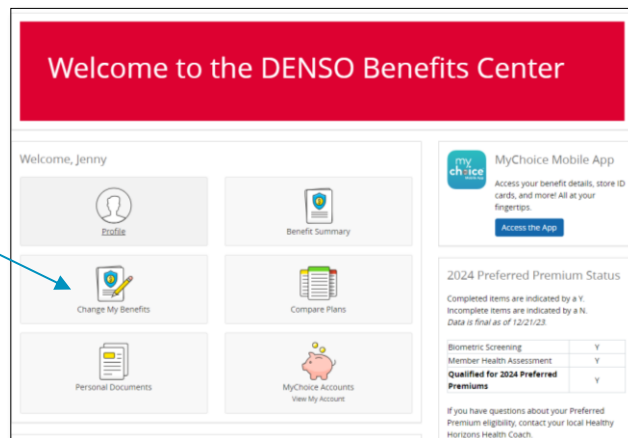 Welcome to the DENSO Benefits Center
Welcome, Jenny
Profile
Benefit Summary
Change My Benefits
Compare Plans
Personal Documents
MyChoice Accounts
View My Account
my
choice
Mobile App
MyChoice Mobile App
Access your benefit details, store ID
cards, and more! All at your
fingertips.
Access the App
2024 Preferred Premium Status
Completed items are indicated by a Y.
Incomplete items are indicated by a N.
Data is final as of 12/21/23.
Biometric Screening Y
Member Health Assessment Y
Qualified for 2024 Preferred
Premiums Y
If you have questions about your Preferred
Premium eligibility, contact your local Healthy
Horizons Health Coach.